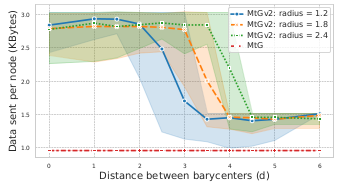 MtGv2: radius = 1.2
MtGv2: radius = 1.8
MtGv2: radius = 2.4
MtG
Data sent per node (KBytes)
3.0
2.5
2.0
1.5
1.0
0
1
2
3
4
5
6
Distance between barycenters (d)